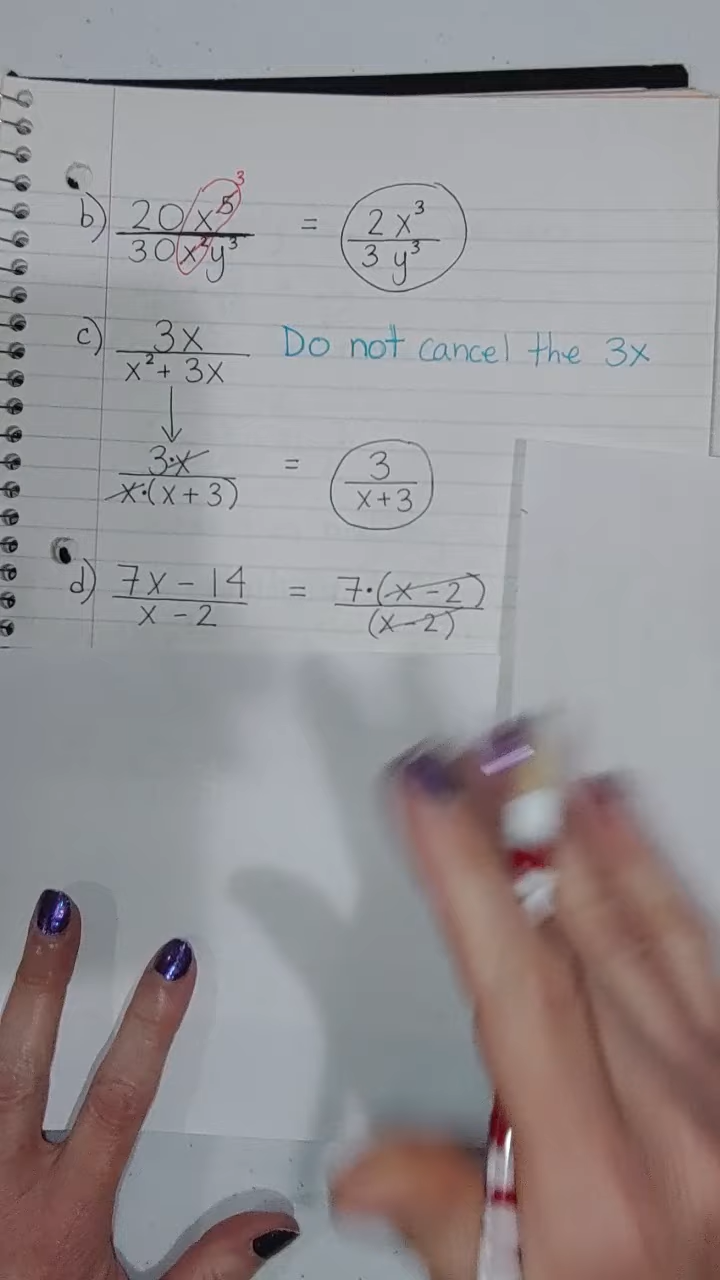 b) 20x⁵/30x²y³ 3 = 2x³/3y³
c) 3x/x²+3x Do not cancel the 3x
3·x/x·(x+3) = 3/x+3
d) 7x-14/x-2 = 7·(x-2)/(x-2)